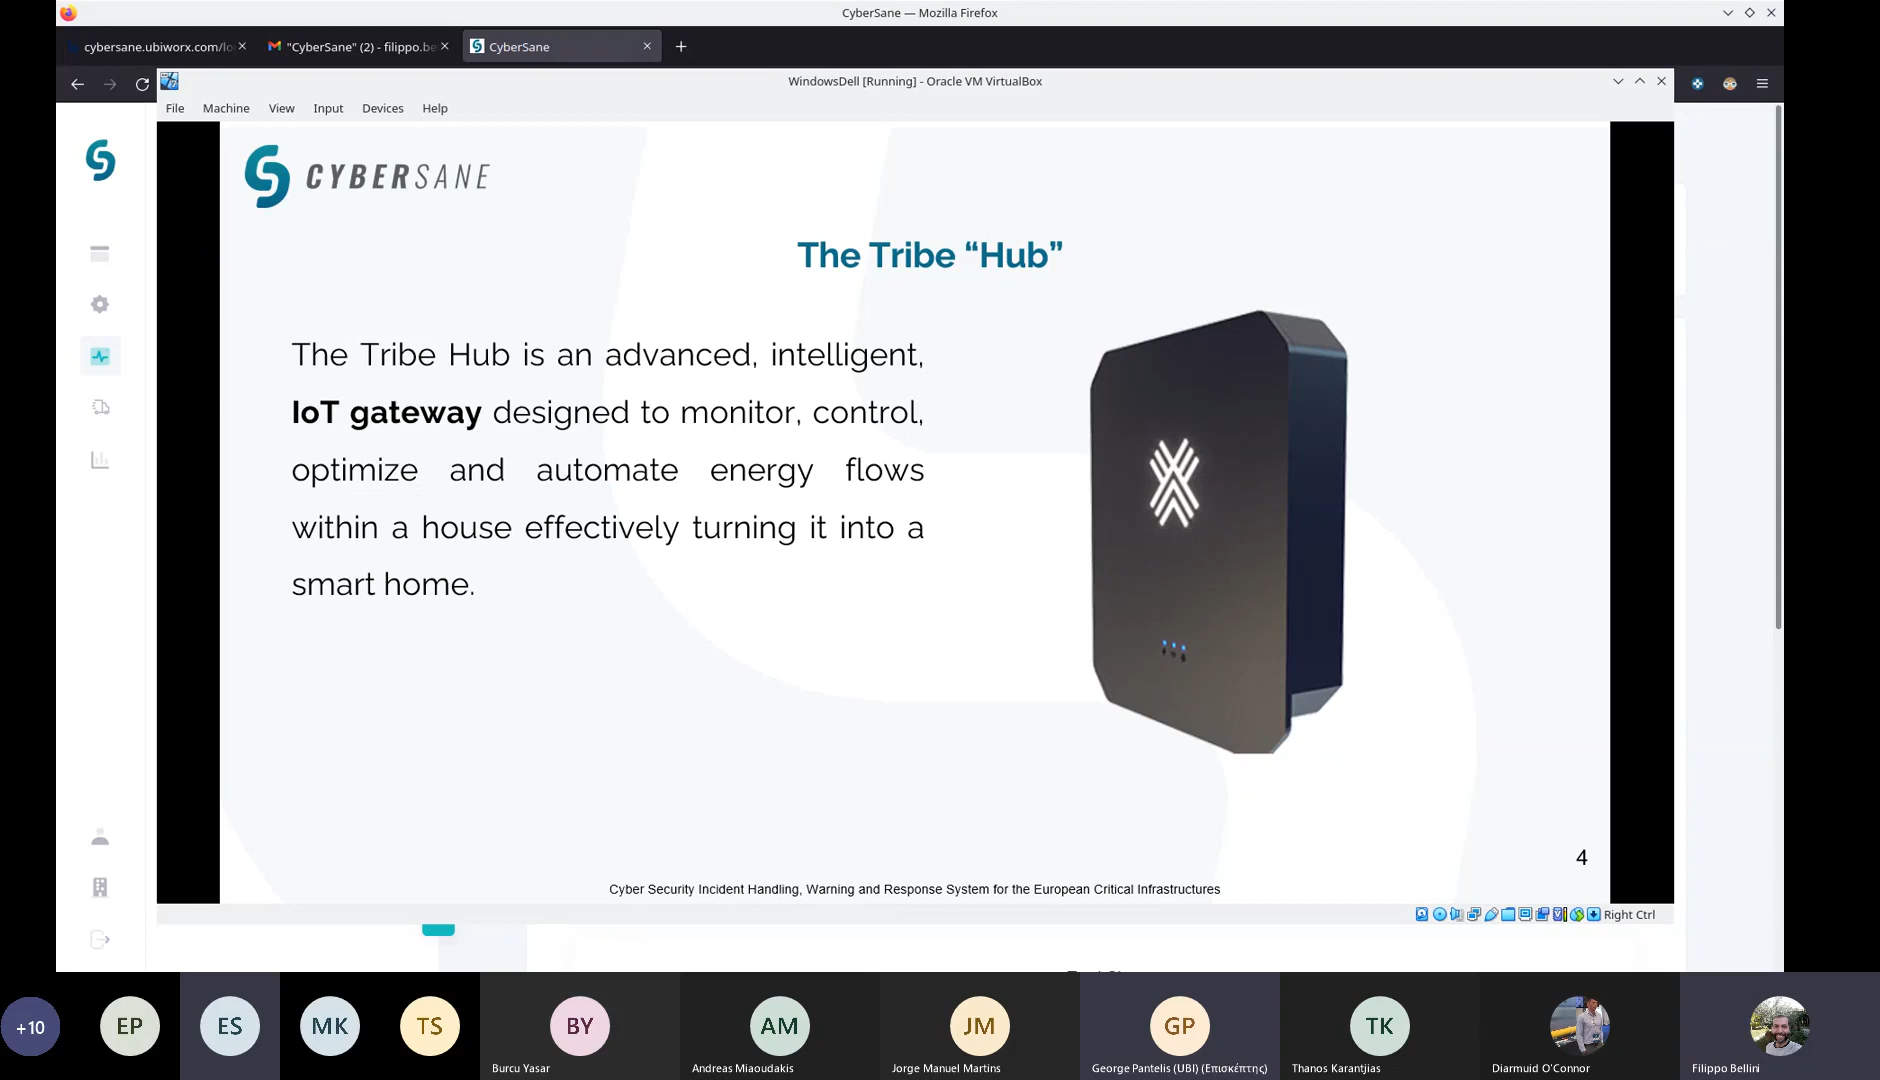 CyberSane — Mozilla Firefox
cybersane.ubiworx.com/lo
"CyberSane" (2) - filippo.be
CyberSane
WindowsDell [Running] - Oracle VM VirtualBox
File Machine View Input Devices Help
CYBERSANE
The Tribe “Hub”
The Tribe Hub is an advanced, intelligent,
IoT gateway designed to monitor, control,
optimize and automate energy flows
within a house effectively turning it into a
smart home.
4
Cyber Security Incident Handling, Warning and Response System for the European Critical Infrastructures
Right Ctrl
+10
EP
ES
MK
TS
BY
AM
JM
GP
TK
Burcu Yasar
Andreas Miaoudakis
Jorge Manuel Martins
George Pantelis (UBI) (Επισκέπτης)
Thanos Karantjias
Diarmuid O'Connor
Filippo Bellini